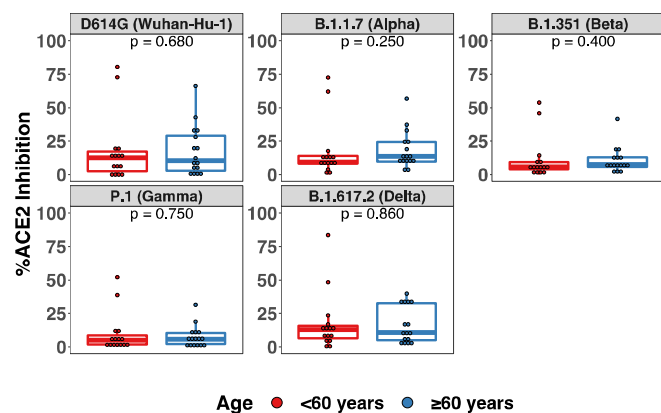 D614G (Wuhan-Hu-1)
p = 0.680
B.1.1.7 (Alpha)
p = 0.250
B.1.351 (Beta)
p = 0.400
100
75
50
25
0
100
75
50
25
0
100
75
50
25
0
%ACE2 Inhibition
P.1 (Gamma)
p = 0.750
B.1.617.2 (Delta)
p = 0.860
100
75
50
25
0
100
75
50
25
0
Age <60 years ≥60 years